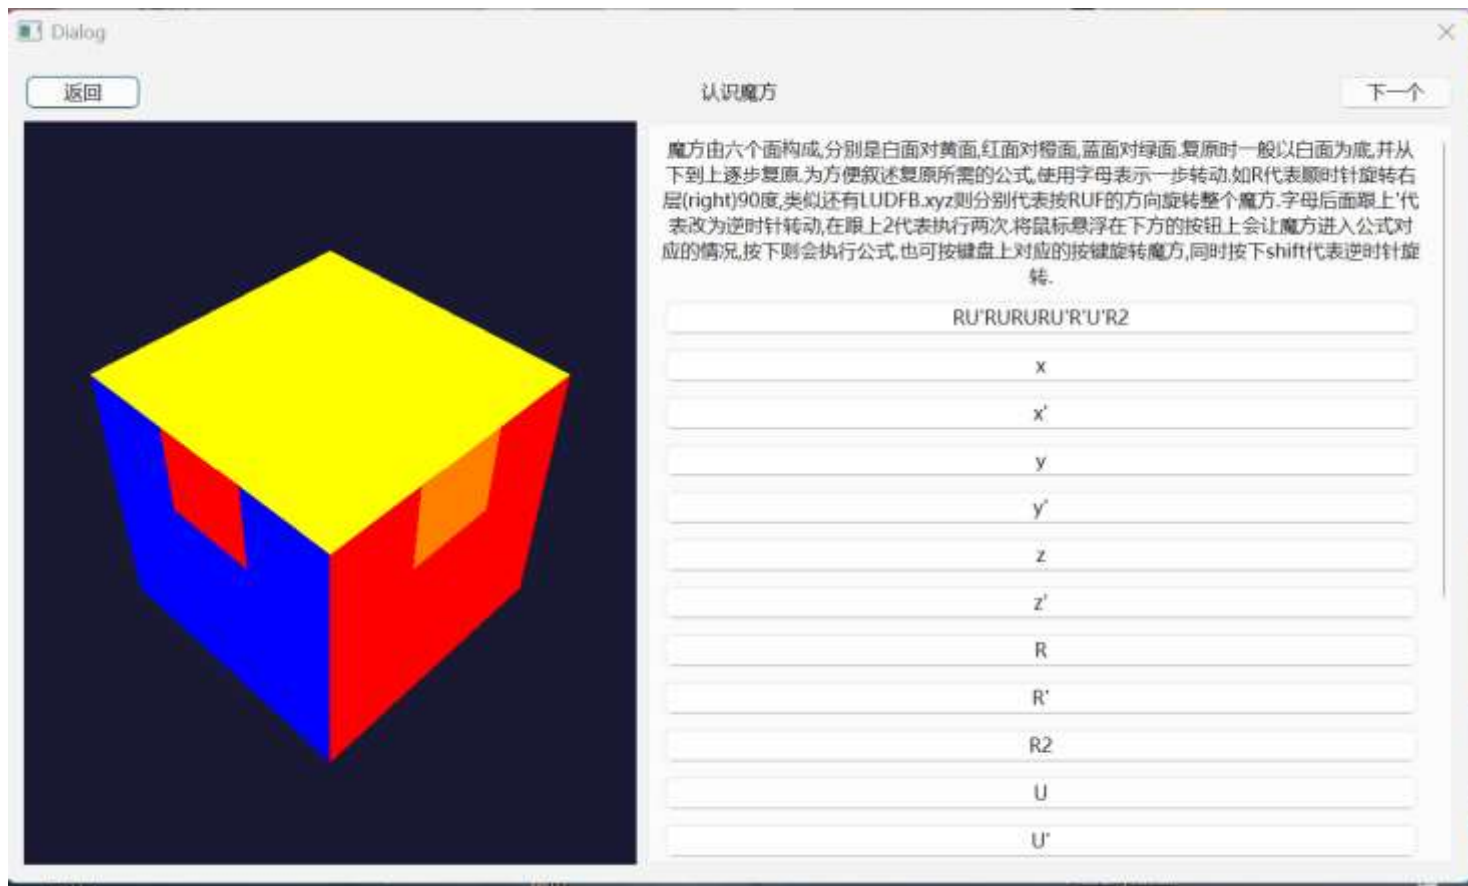 Dialog
返回
认识魔方
下一个
魔方由六个面构成,分别是白面对黄面,红面对橙面,蓝面对绿面.复原时一般以白面为底,并从
下到上逐步复原.为方便叙述复原所需的公式,使用字母表示一步转动.如R代表顺时针旋转右
层(right)90度,类似还有LUDFB.xyz则分别代表按RUF的方向旋转整个魔方.字母后面跟上'代
表改为逆时针转动,在跟上2代表执行两次.将鼠标悬浮在下方的按钮上会让魔方进入公式对
应的情况,按下则会执行公式.也可按键盘上对应的按键旋转魔方,同时按下shift代表逆时针旋
转.
RU'RURURU'R'U'R2
x
x'
y
y'
z
z'
R
R'
R2
U
U'